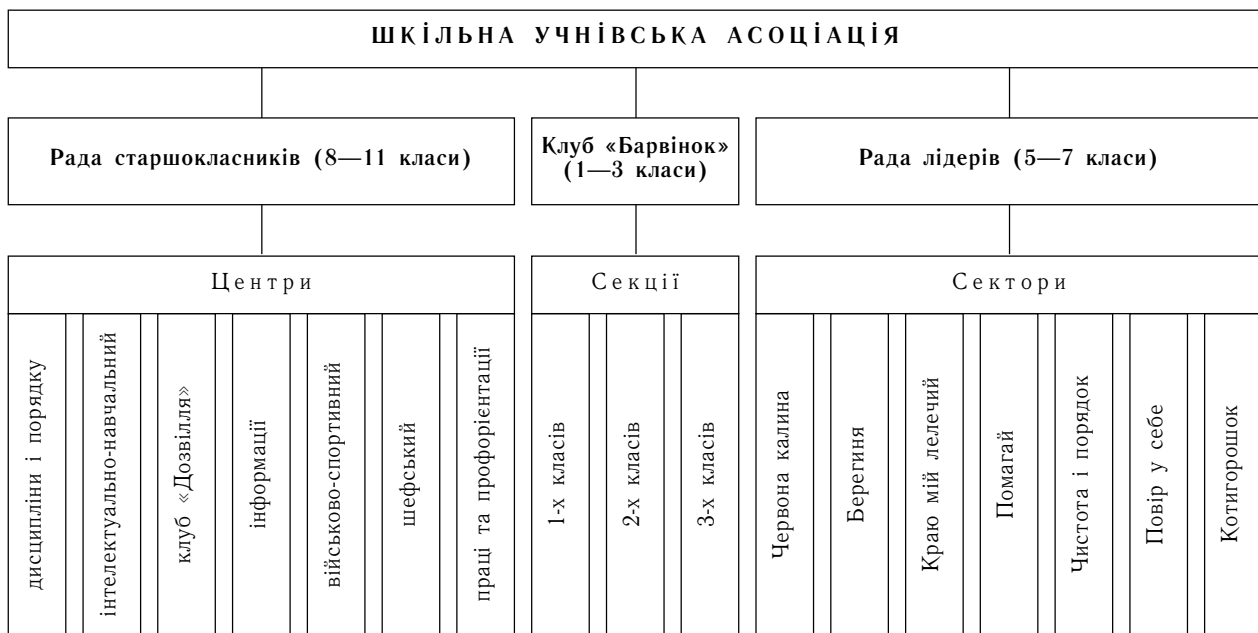 ШКІЛЬНА УЧНІВСЬКА АСОЦІАЦІЯ
Рада старшокласників (8—11 класи)
Клуб «Барвінок»
(1—3 класи)
Рада лідерів (5—7 класи)
Центри
Секції
Сектори
дисципліни і порядку
інтелектуально-навчальний
клуб «Дозвілля»
інформації
військово-спортивний
шефський
праці та профорієнтації
1-х класів
2-х класів
3-х класів
Червона калина
Берегиня
Краю мій лелечий
Помагай
Чистота і порядок
Повір у себе
Котигорошок